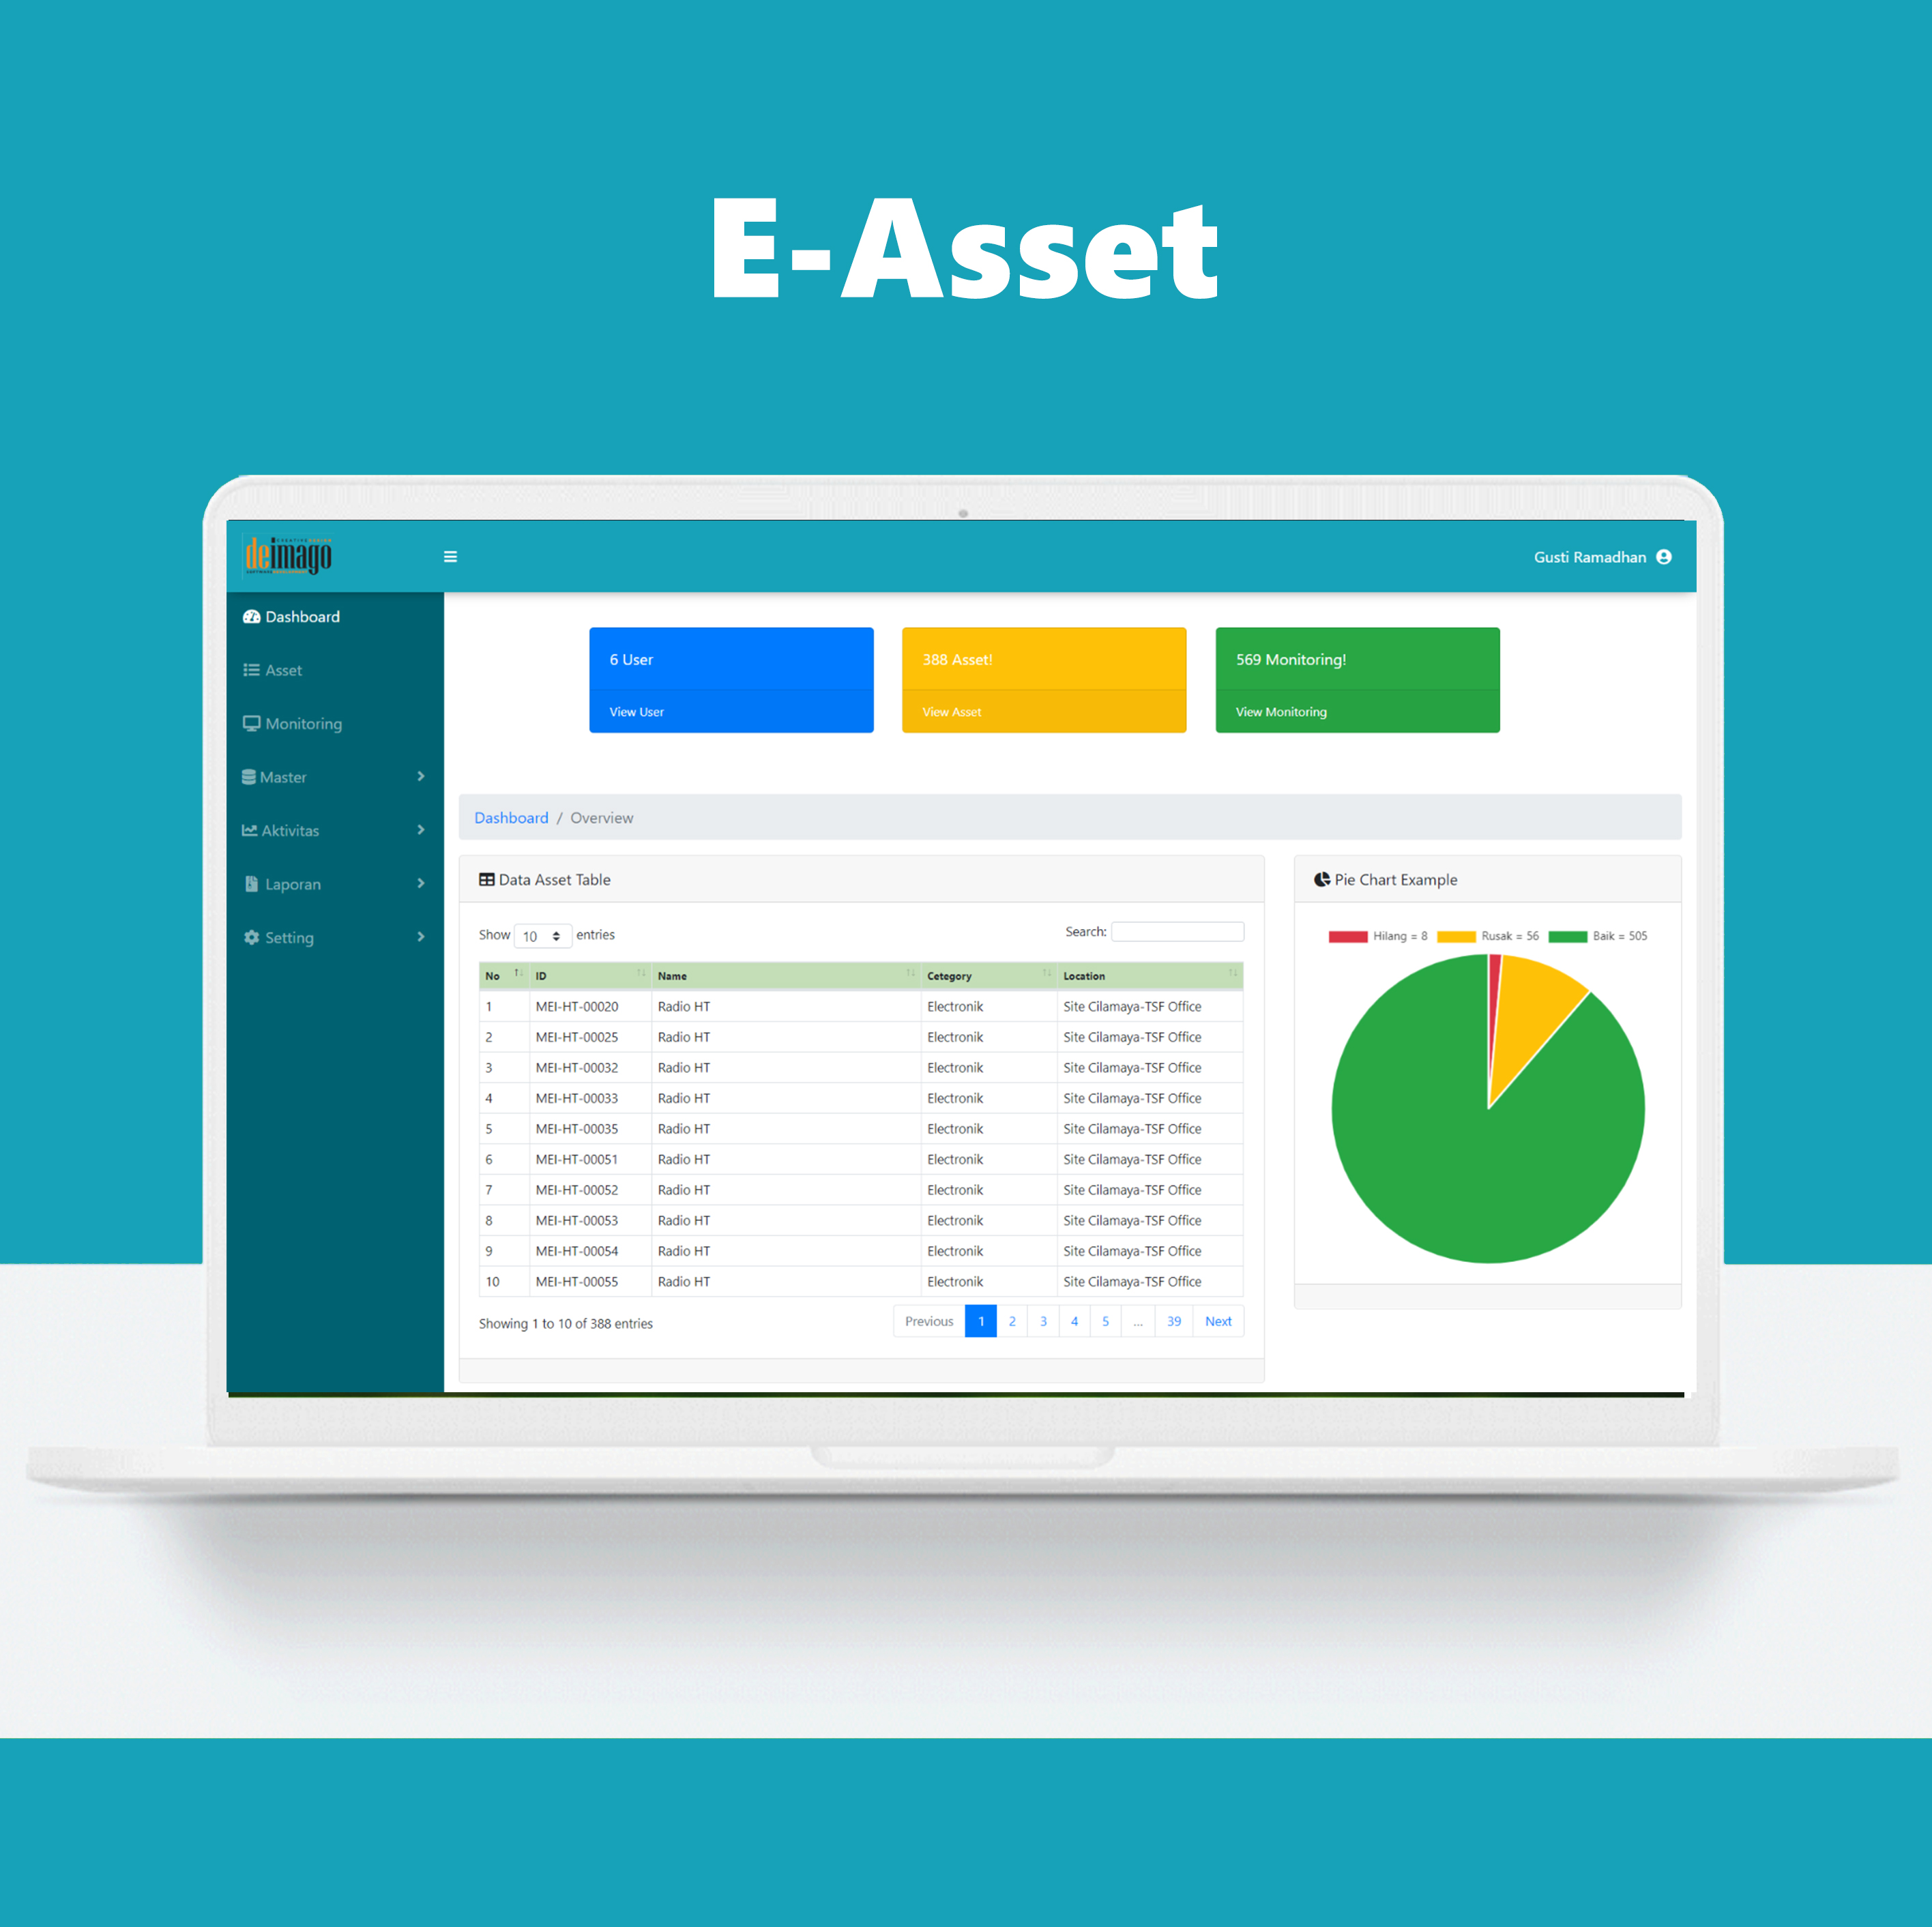 E-Asset
CREATIVE DESIGN
deimago
Gusti Ramadhan
Dashboard
Asset
Monitoring
Master
Aktivitas
Laporan
Setting
6 User
View User
388 Asset!
View Asset
569 Monitoring!
View Monitoring
Dashboard / Overview
Data Asset Table
Show 10 entries
Search:
No ID Name Cetegory Location
1 MEI-HT-00020 Radio HT Electronik Site Cilamaya-TSF Office
2 MEI-HT-00025 Radio HT Electronik Site Cilamaya-TSF Office
3 MEI-HT-00032 Radio HT Electronik Site Cilamaya-TSF Office
4 MEI-HT-00033 Radio HT Electronik Site Cilamaya-TSF Office
5 MEI-HT-00035 Radio HT Electronik Site Cilamaya-TSF Office
6 MEI-HT-00051 Radio HT Electronik Site Cilamaya-TSF Office
7 MEI-HT-00052 Radio HT Electronik Site Cilamaya-TSF Office
8 MEI-HT-00053 Radio HT Electronik Site Cilamaya-TSF Office
9 MEI-HT-00054 Radio HT Electronik Site Cilamaya-TSF Office
10 MEI-HT-00055 Radio HT Electronik Site Cilamaya-TSF Office
Showing 1 to 10 of 388 entries
Previous 1 2 3 4 5 ... 39 Next
Pie Chart Example
Hilang = 8 Rusak = 56 Baik = 505